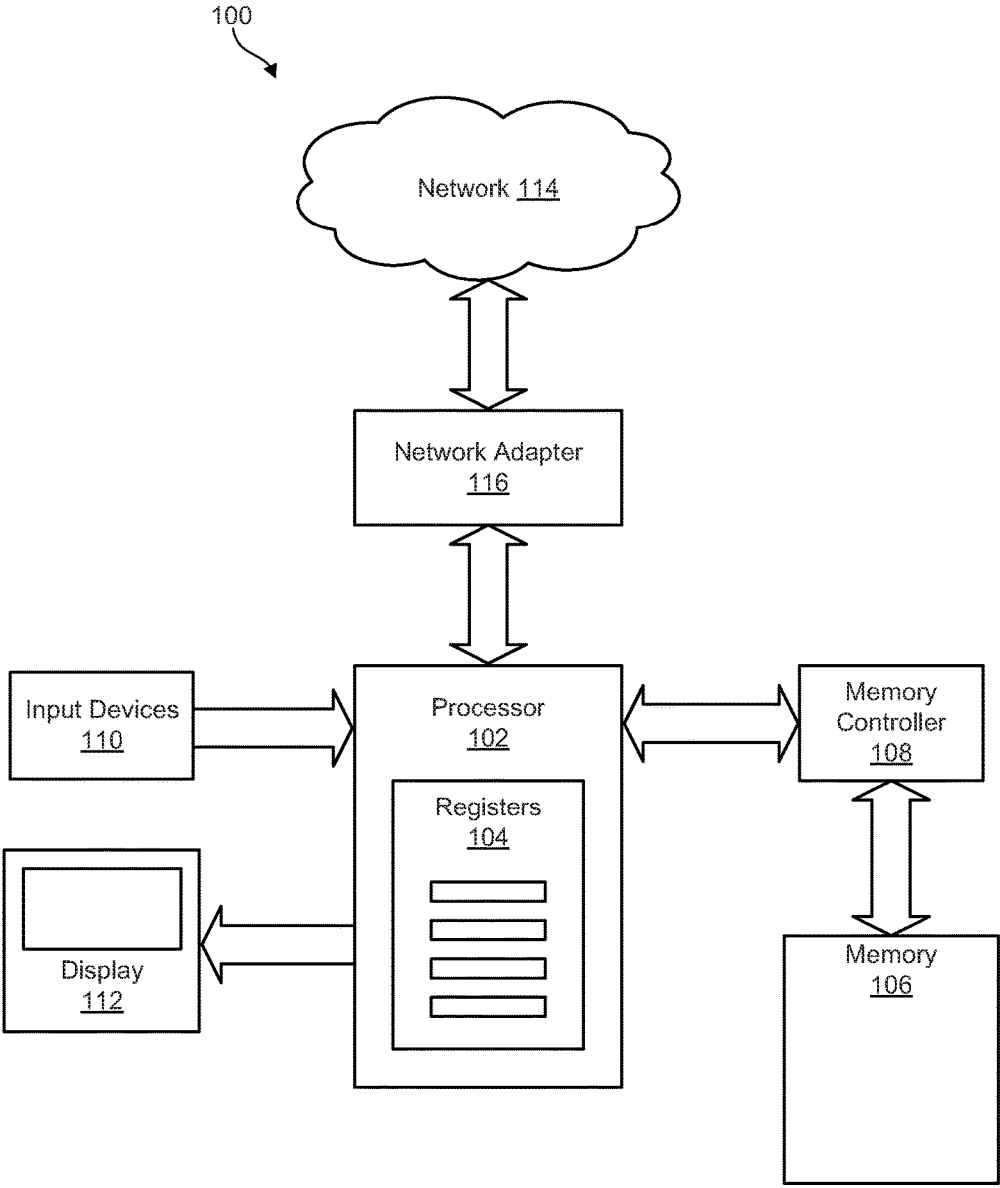 100
Network 114
Network Adapter
116
Input Devices
110
Processor
102
Memory
Controller
108
Registers
104
Display
112
Memory
106